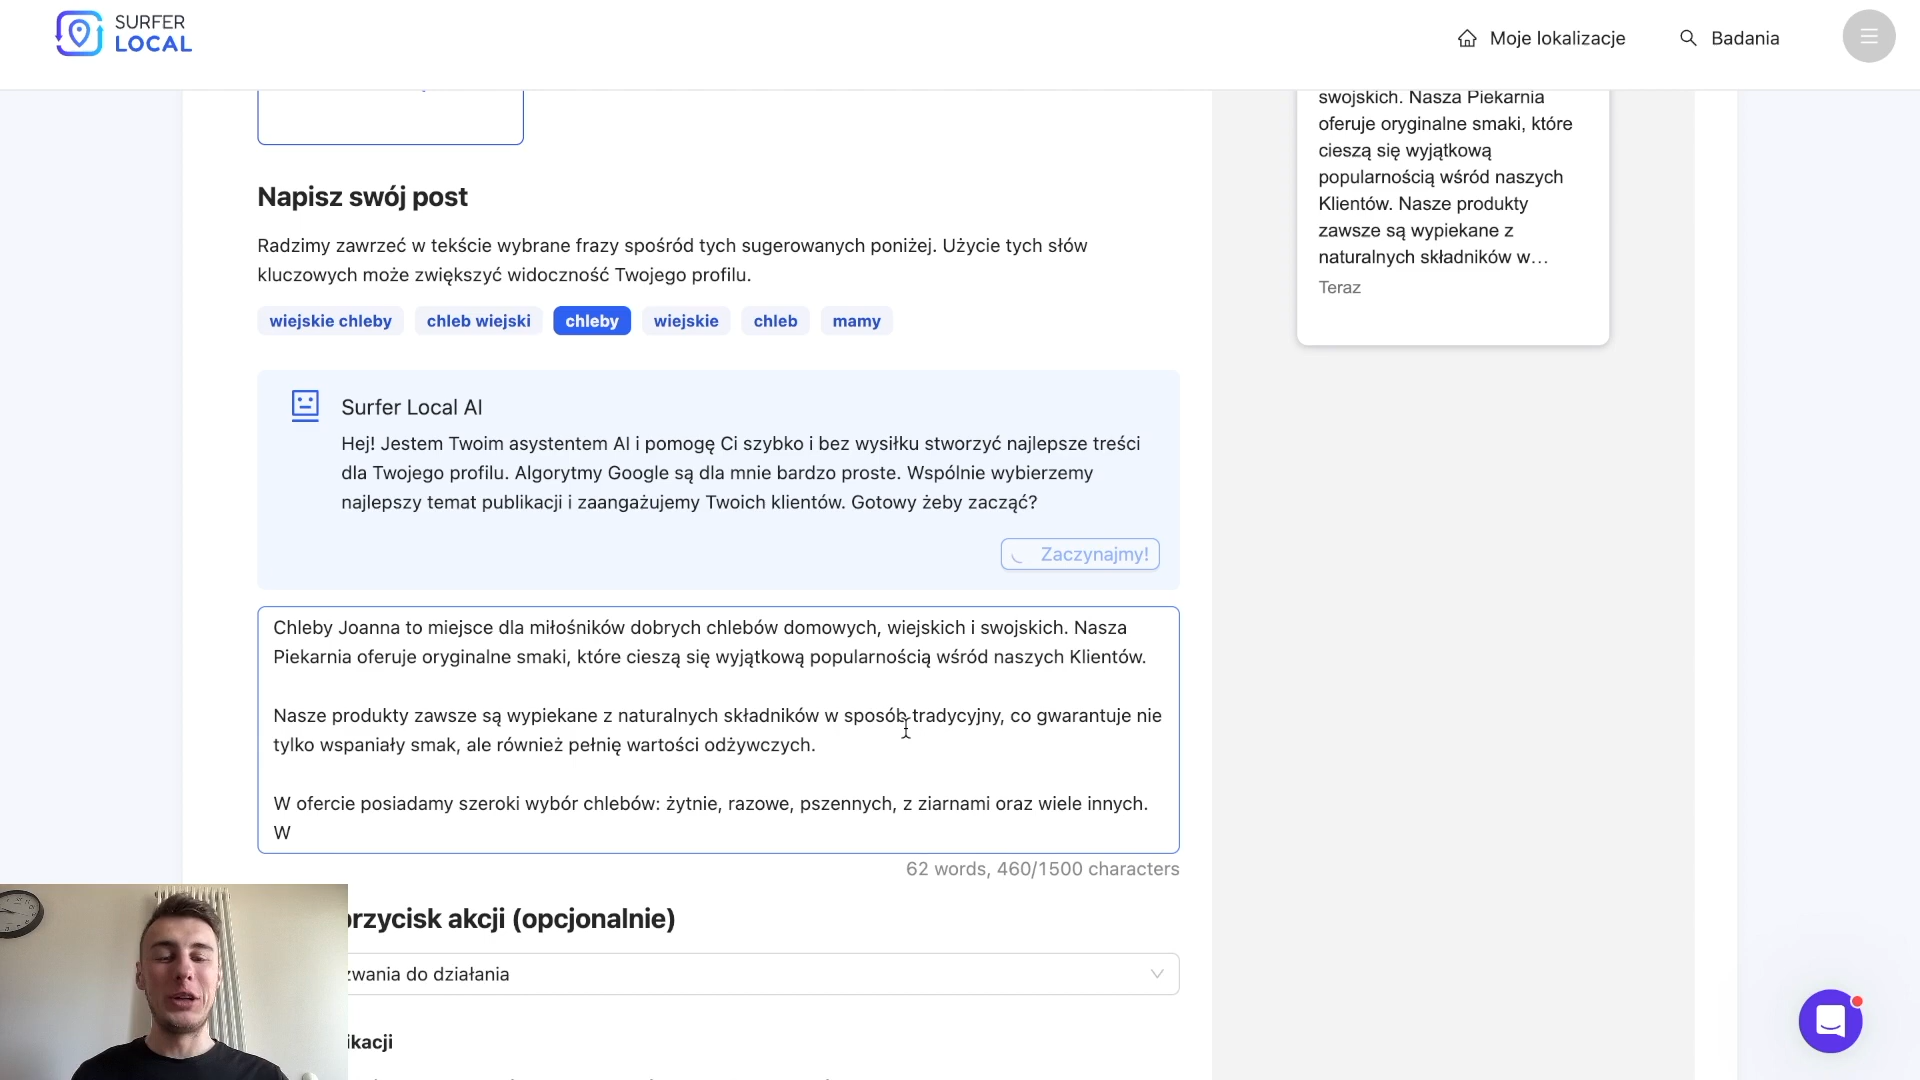 SURFER
LOCAL
Moje lokalizacje
Badania
swojskich. Nasza Piekarnia
oferuje oryginalne smaki, które
cieszą się wyjątkową
popularnością wśród naszych
Klientów. Nasze produkty
zawsze są wypiekane z
naturalnych składników w…
Teraz
Napisz swój post
Radzimy zawrzeć w tekście wybrane frazy spośród tych sugerowanych poniżej. Użycie tych słów
kluczowych może zwiększyć widoczność Twojego profilu.
wiejskie chleby
chleb wiejski
chleby
wiejskie
chleb
mamy
Surfer Local AI
Hej! Jestem Twoim asystentem AI i pomogę Ci szybko i bez wysiłku stworzyć najlepsze treści
dla Twojego profilu. Algorytmy Google są dla mnie bardzo proste. Wspólnie wybierzemy
najlepszy temat publikacji i zaangażujemy Twoich klientów. Gotowy żeby zacząć?
Zaczynajmy!
Chleby Joanna to miejsce dla miłośników dobrych chlebów domowych, wiejskich i swojskich. Nasza
Piekarnia oferuje oryginalne smaki, które cieszą się wyjątkową popularnością wśród naszych Klientów.
Nasze produkty zawsze są wypiekane z naturalnych składników w sposób tradycyjny, co gwarantuje nie
tylko wspaniały smak, ale również pełnię wartości odżywczych.
W ofercie posiadamy szeroki wybór chlebów: żytnie, razowe, pszennych, z ziarnami oraz wiele innych.
W
62 words, 460/1500 characters
przycisk akcji (opcjonalnie)
zwania do działania
ikacji